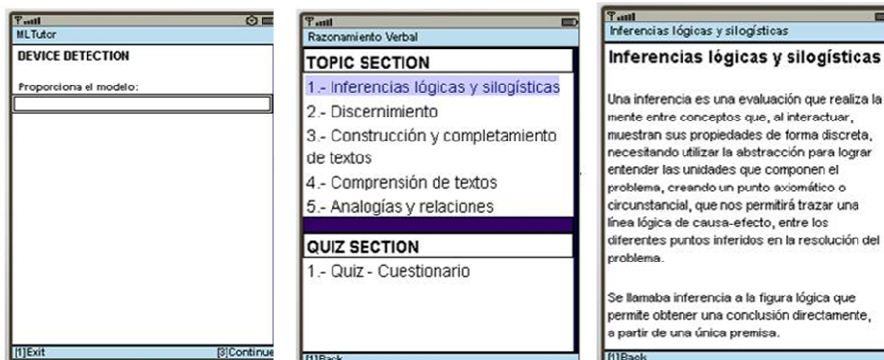 MLTutor
DEVICE DETECTION
Proporciona el modelo:
[1]Exit
[3]Continue
Razonamiento Verbal
TOPIC SECTION
1.- Inferencias lógicas y silogísticas
2.- Discernimiento
3.- Construcción y completamiento
de textos
4.- Comprensión de textos
5.- Analogías y relaciones
QUIZ SECTION
1.- Quiz - Cuestionario
[1]Back
Inferencias lógicas y silogísticas
Inferencias lógicas y silogísticas
Una inferencia es una evaluación que realiza la
mente entre conceptos que, al interactuar,
muestran sus propiedades de forma discreta,
necesitando utilizar la abstracción para lograr
entender las unidades que componen el
problema, creando un punto axiomático o
circunstancial, que nos permitirá trazar una
línea lógica de causa-efecto, entre los
diferentes puntos inferidos en la resolución del
problema.
Se llamaba inferencia a la figura lógica que
permite obtener una conclusión directamente,
a partir de una única premisa.
[1]Back